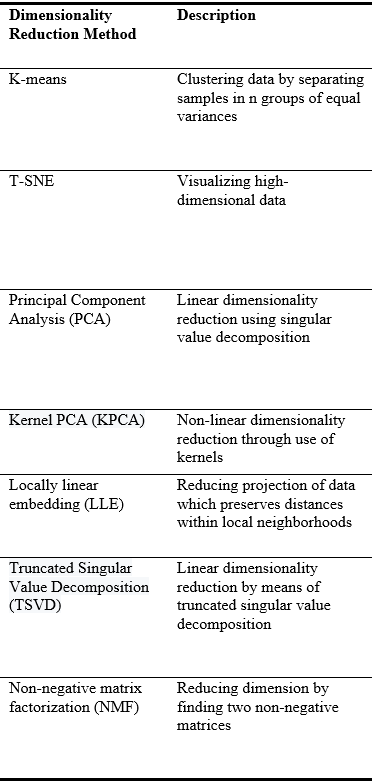 Dimensionality Reduction Method
Description
K-means
Clustering data by separating
samples in n groups of equal
variances
T-SNE
Visualizing high-
dimensional data
Principal Component
Analysis (PCA)
Linear dimensionality
reduction using singular
value decomposition
Kernel PCA (KPCA)
Non-linear dimensionality
reduction through use of
kernels
Locally linear
embedding (LLE)
Reducing projection of data
which preserves distances
within local neighborhoods
Truncated Singular
Value Decomposition
(TSVD)
Linear dimensionality
reduction by means of
truncated singular value
decomposition
Non-negative matrix
factorization (NMF)
Reducing dimension by
finding two non-negative
matrices